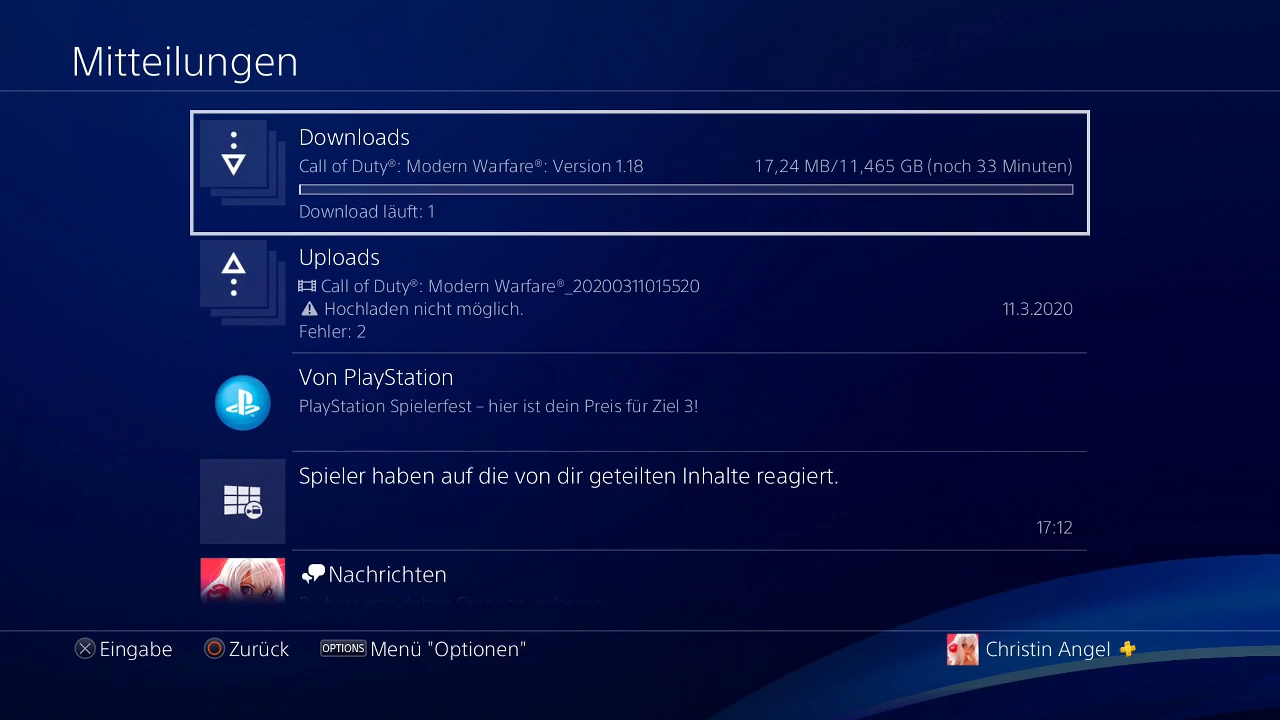 Mitteilungen
Downloads
Call of Duty®: Modern Warfare®: Version 1.18 17,24 MB/11,465 GB (noch 33 Minuten)
Download läuft: 1
Uploads
Call of Duty®: Modern Warfare®_20200311015520
Hochladen nicht möglich. 11.3.2020
Fehler: 2
Von PlayStation
PlayStation Spielerfest – hier ist dein Preis für Ziel 3!
Spieler haben auf die von dir geteilten Inhalte reagiert.
17:12
Nachrichten
Eingabe Zurück OPTIONS Menü "Optionen" Christin Angel